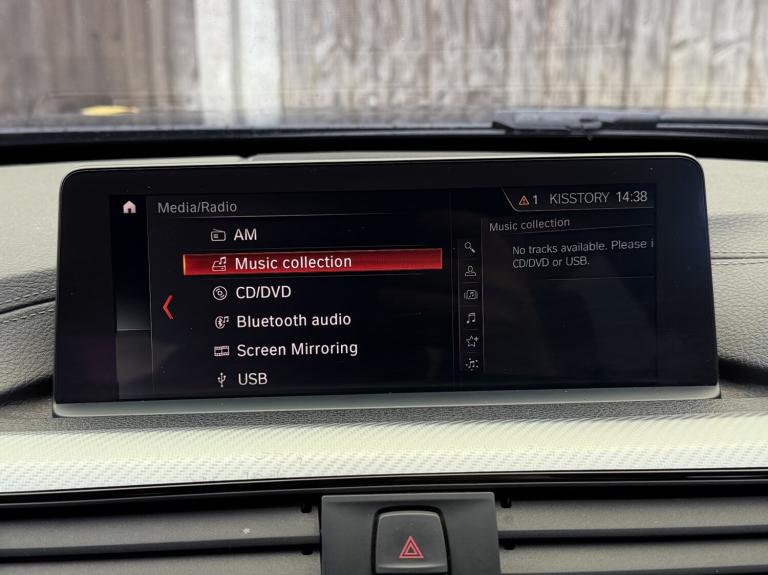 Media/Radio
1 KISSTORY 14:38
AM
Music collection
CD/DVD
Bluetooth audio
Screen Mirroring
USB
Music collection
No tracks available. Please i
CD/DVD or USB.